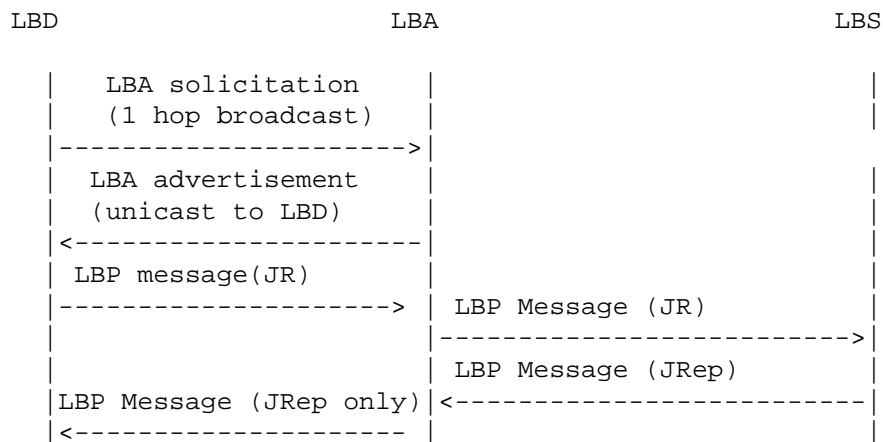 LBD LBA LBS
LBA solicitation
(1 hop broadcast)
LBA advertisement
(unicast to LBD)
LBP message(JR)
LBP Message (JR)
LBP Message (JRep)
LBP Message (JRep only)